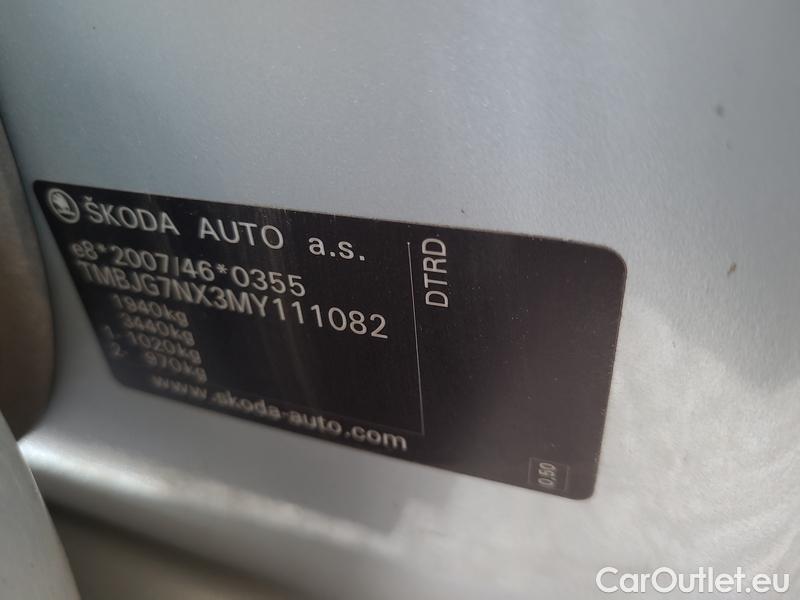 ŠKODA AUTO a.s.
e8*2007/46*0355
TMBJG7NX3MY111082
1940kg
3440kg
1- 1020kg
2- 970kg
www.skoda-auto.com
DTRD
0,50
CarOutlet.eu